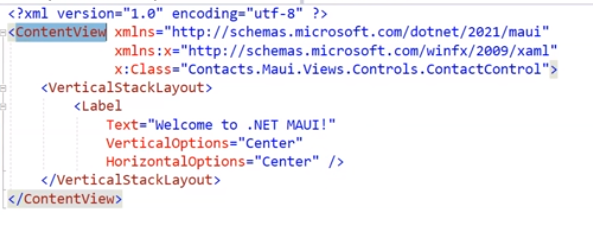 <?xml version="1.0" encoding="utf-8" ?>
<ContentView xmlns="http://schemas.microsoft.com/dotnet/2021/maui"
xmlns:x="http://schemas.microsoft.com/winfx/2009/xaml"
x:Class="Contacts.Maui.Views.Controls.ContactControl">
<VerticalStackLayout>
<Label
Text="Welcome to .NET MAUI!"
VerticalOptions="Center"
HorizontalOptions="Center" />
</VerticalStackLayout>
</ContentView>